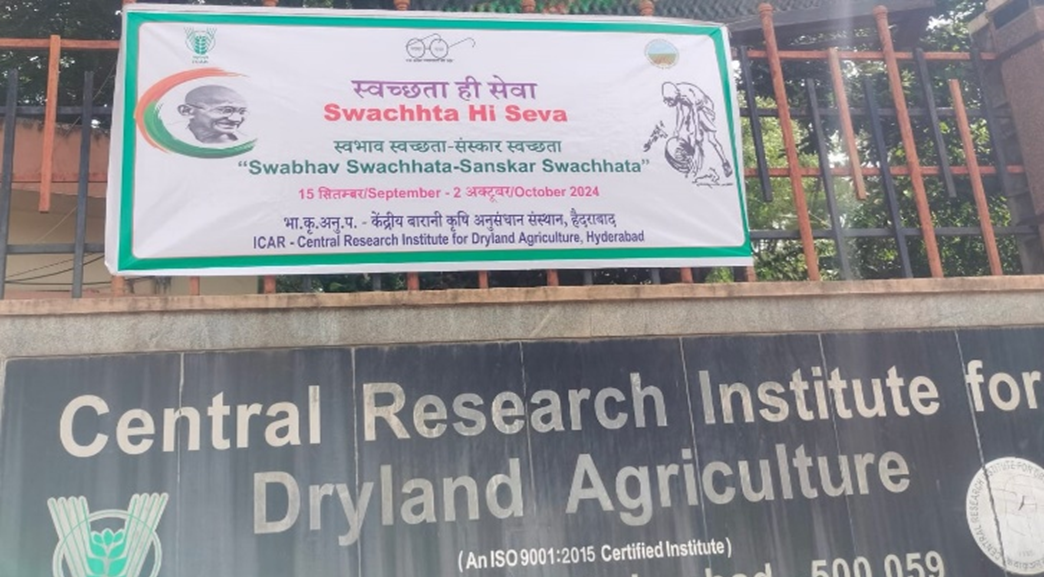 ICAR
स्वच्छता ही सेवा
Swachhta Hi Seva
स्वभाव स्वच्छता-संस्कार स्वच्छता
“Swabhav Swachhata-Sanskar Swachhata”
15 सितम्बर/September - 2 अक्टूबर/October 2024
भा.कृ.अनु.प. - केंद्रीय बारानी कृषि अनुसंधान संस्थान, हैदराबाद
ICAR - Central Research Institute for Dryland Agriculture, Hyderabad
Central Research Institute for
Dryland Agriculture
(An ISO 9001:2015 Certified Institute)
500 059